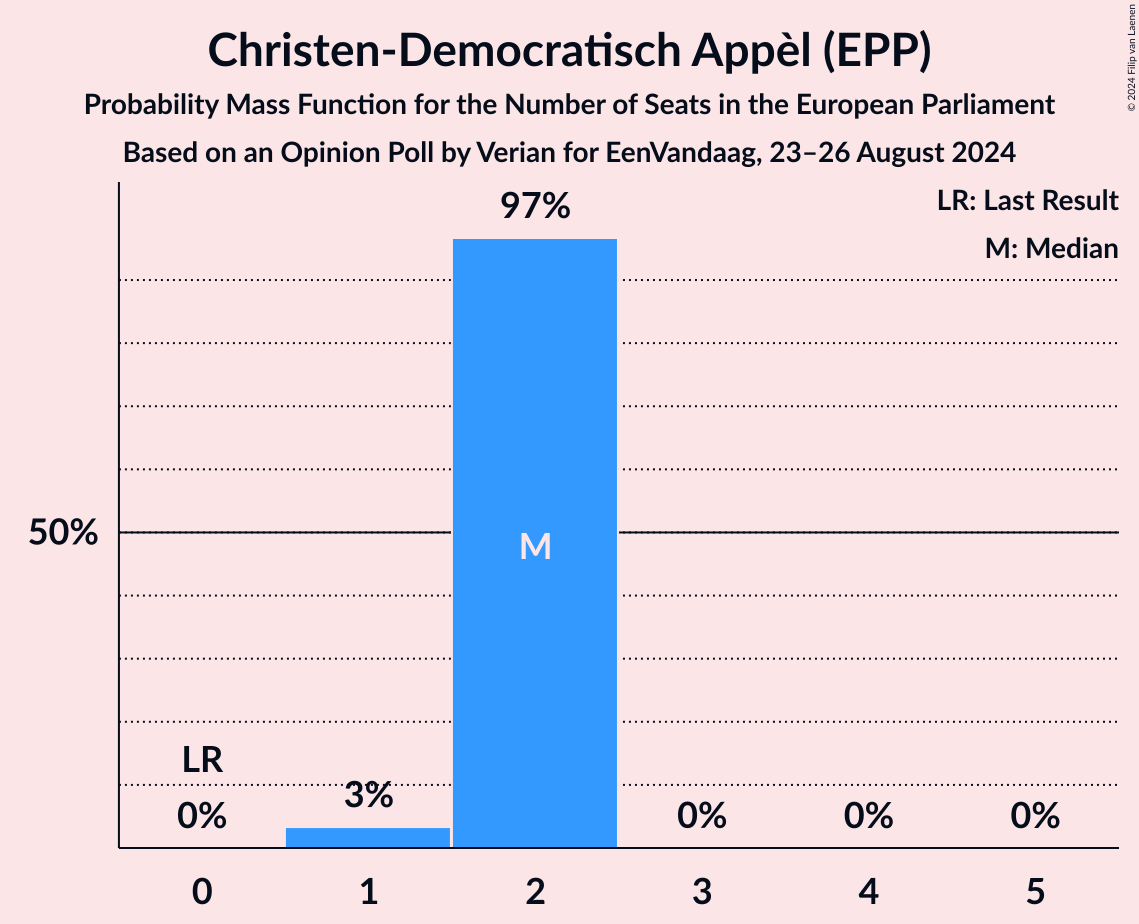 Christen-Democratisch Appèl (EPP)
Probability Mass Function for the Number of Seats in the European Parliament
Based on an Opinion Poll by Verian for EenVandaag, 23–26 August 2024
© 2024 Filip van Laenen
LR: Last Result
M: Median
97%
50%
M
LR
0%
3%
0%
0%
0%
0
1
2
3
4
5